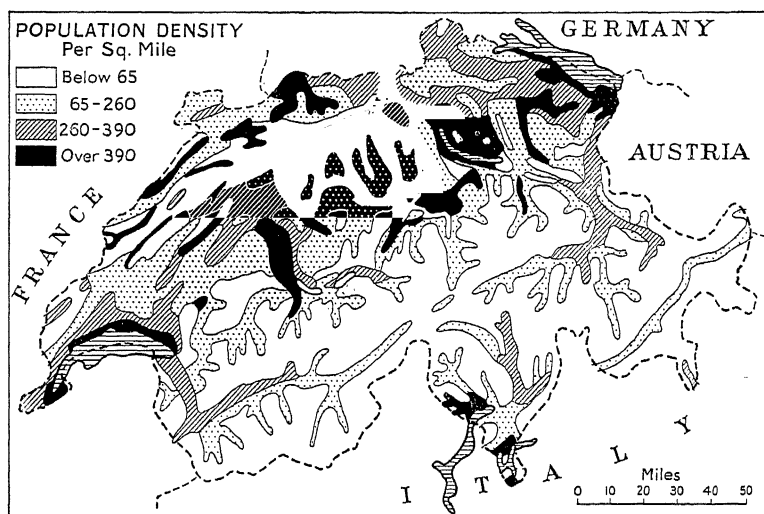 POPULATION DENSITY
Per Sq. Mile
Below 65
65-260
260-390
Over 390
GERMANY
AUSTRIA
FRANCE
ITALY
Miles
0 10 20 30 40 50